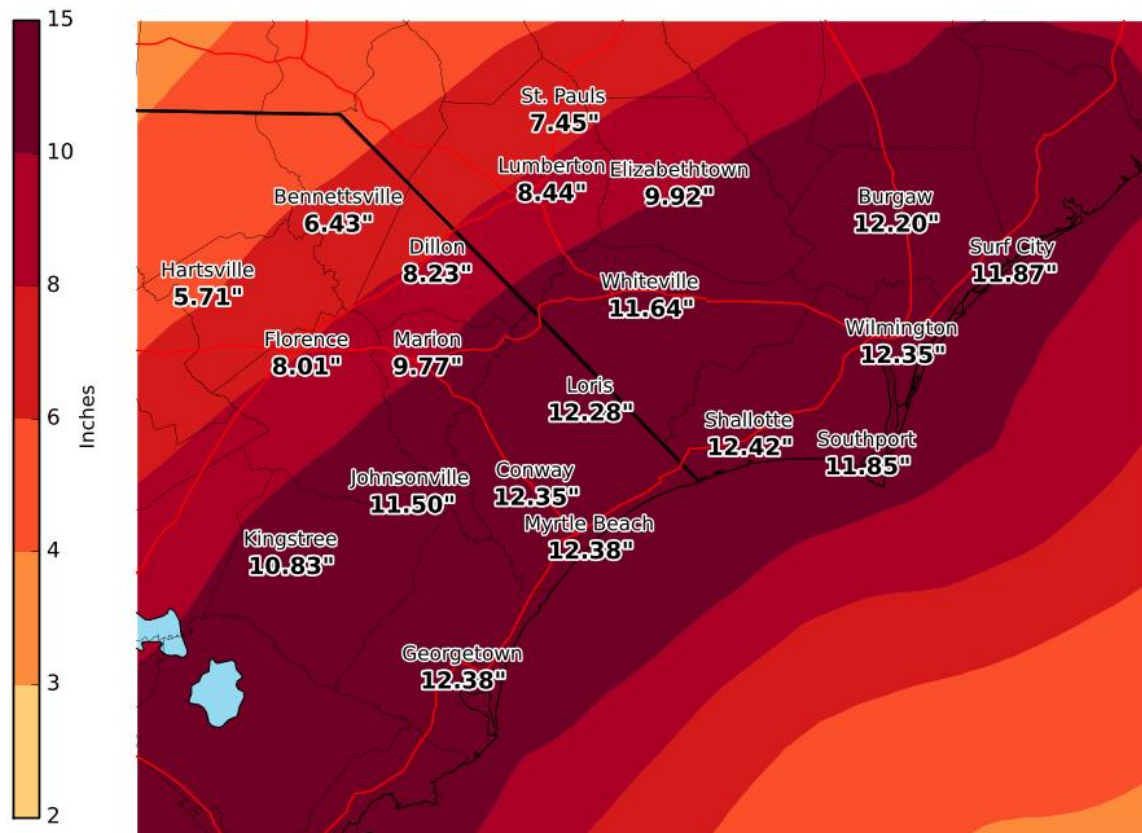 15
10
8
6
4
3
2
Inches
St. Pauls
7.45"
Lumberton
8.44"
Elizabethtown
9.92"
Bennettsville
6.43"
Burgaw
12.20"
Dillon
8.23"
Surf City
11.87"
Hartsville
5.71"
Whiteville
11.64"
Florence
8.01"
Marion
9.77"
Wilmington
12.35"
Loris
12.28"
Shallotte
12.42"
Southport
11.85"
Johnsonville
11.50"
Conway
12.35"
Myrtle Beach
12.38"
Kingstree
10.83"
Georgetown
12.38"